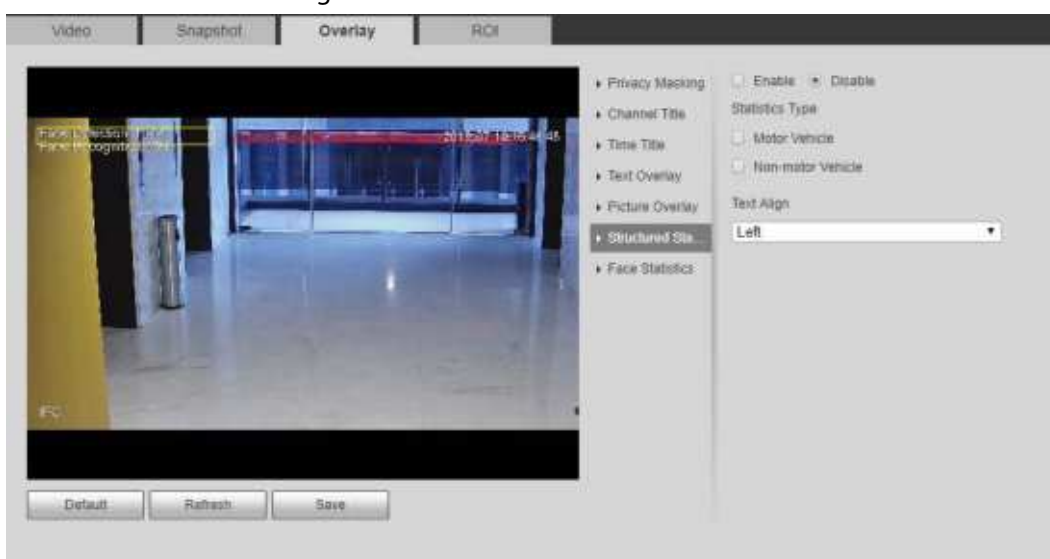 Video
Snapshot
Overlay
ROI
Privacy Masking
Channel Title
Time Title
Text Overlay
Picture Overlay
Structured Sta...
Face Statistics
Enable
Disable
Statistics Type
Motor Vehicle
Non-motor Vehicle
Text Align
Left
Face Detection
Face Recognition
IPC
Default
Refresh
Save